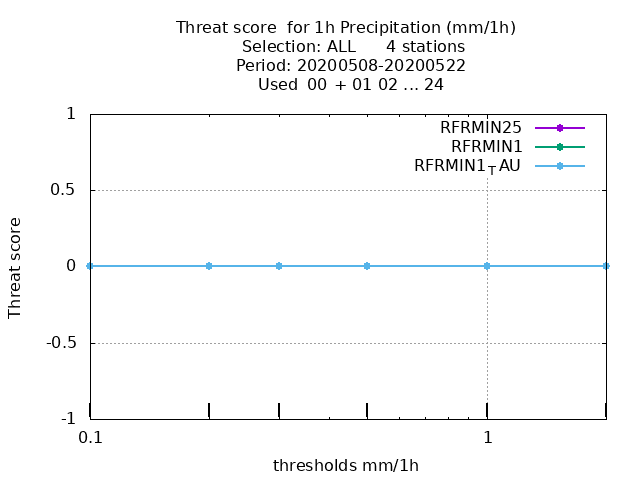 Threat score  for 1h Precipitation (mm/1h)
Selection: ALL      4 stations
Period: 20200508-20200522
Used  00  + 01 02 ... 24
1
RFRMIN25
RFRMIN1
RFRMIN1TAU
0.5
0
-0.5
-1
Threat score
0.1
1
thresholds mm/1h